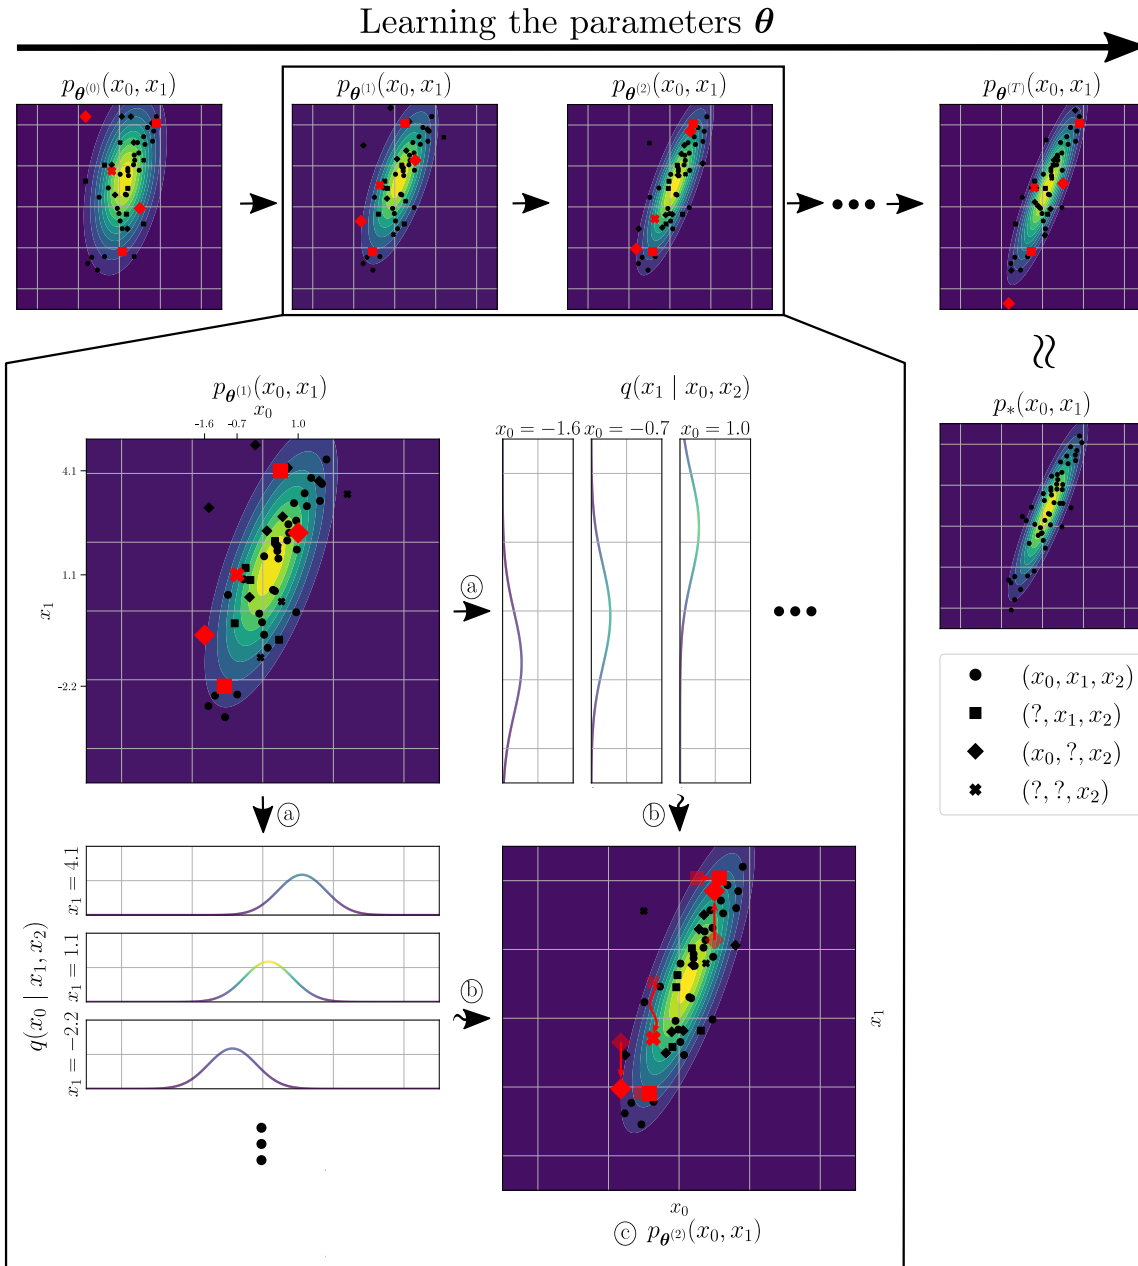 Learning the parameters θ
p_θ^(0)(x₀, x₁)
p_θ^(1)(x₀, x₁)
p_θ^(2)(x₀, x₁)
p_θ^(T)(x₀, x₁)
≈
p_*(x₀, x₁)
(x₀, x₁, x₂)
(?, x₁, x₂)
(x₀, ?, x₂)
(?, ?, x₂)
p_θ^(1)(x₀, x₁)
x₀
-1.6 -0.7 1.0
4.1
1.1
-2.2
x₁
q(x₁ | x₀, x₂)
x₀ = −1.6 x₀ = −0.7 x₀ = 1.0
ⓐ
ⓐ
ⓑ
q(x₀ | x₁, x₂)
x₁ = 4.1
x₁ = 1.1
x₁ = −2.2
ⓑ
x₁
x₀
ⓒ p_θ^(2)(x₀, x₁)